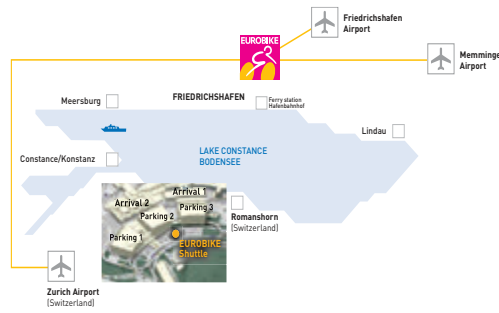 Friedrichshafen
Airport
EUROBIKE
Memminge
Airport
FRIEDRICHSHAFEN
Meersburg
Ferry station
Hafenbahnhof
Lindau
LAKE CONSTANCE
BODENSEE
Constance/Konstanz
Arrival 1
Arrival 2
Parking 3
Parking 2
Parking 1
EUROBIKE
Shuttle
Romanshorn
(Switzerland)
Zurich Airport
(Switzerland)